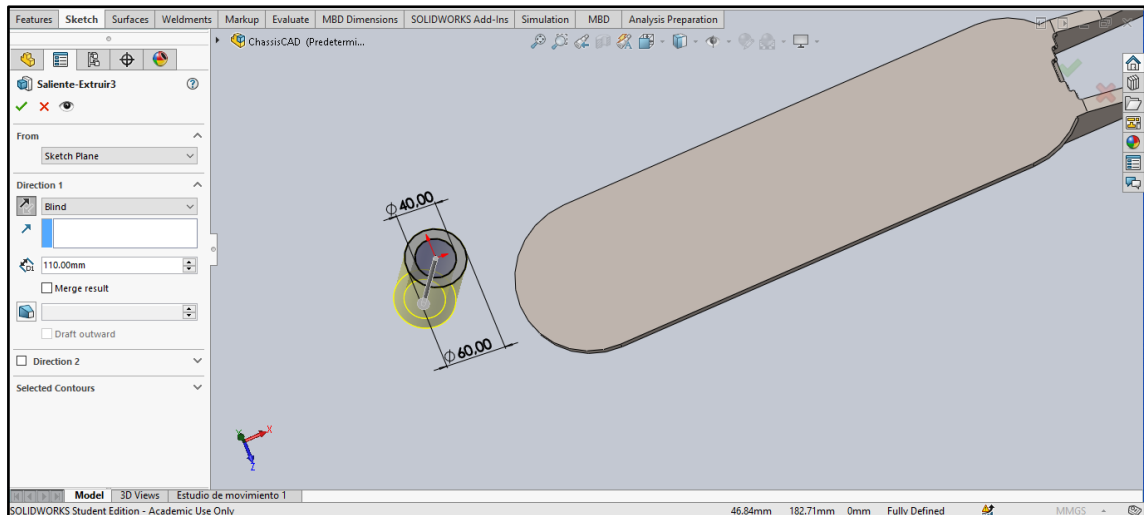 Features Sketch Surfaces Weldments Markup Evaluate MBD Dimensions SOLIDWORKS Add-Ins Simulation MBD Analysis Preparation
ChassisCAD (Predetermi...
Saliente-Extruir3
From
Sketch Plane
Direction 1
Blind
D1
110.00mm
Merge result
Draft outward
Direction 2
Selected Contours
Ø 40,00
Ø 60,00
X
Z
Model 3D Views Estudio de movimiento 1
SOLIDWORKS Student Edition - Academic Use Only 46.84mm 182.71mm 0mm Fully Defined MMGS